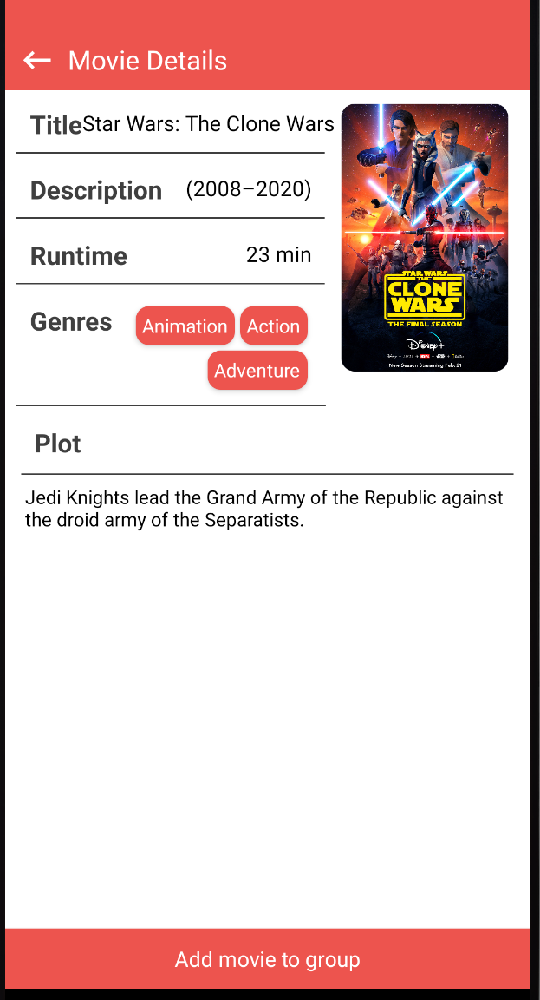 Movie Details
TitleStar Wars: The Clone Wars
Description (2008–2020)
Runtime 23 min
Genres Animation Action
Adventure
STAR WARS
THE
CLONE
WARS
THE FINAL SEASON
Disney+
New Season Streaming Feb. 21
Plot
Jedi Knights lead the Grand Army of the Republic against
the droid army of the Separatists.
Add movie to group